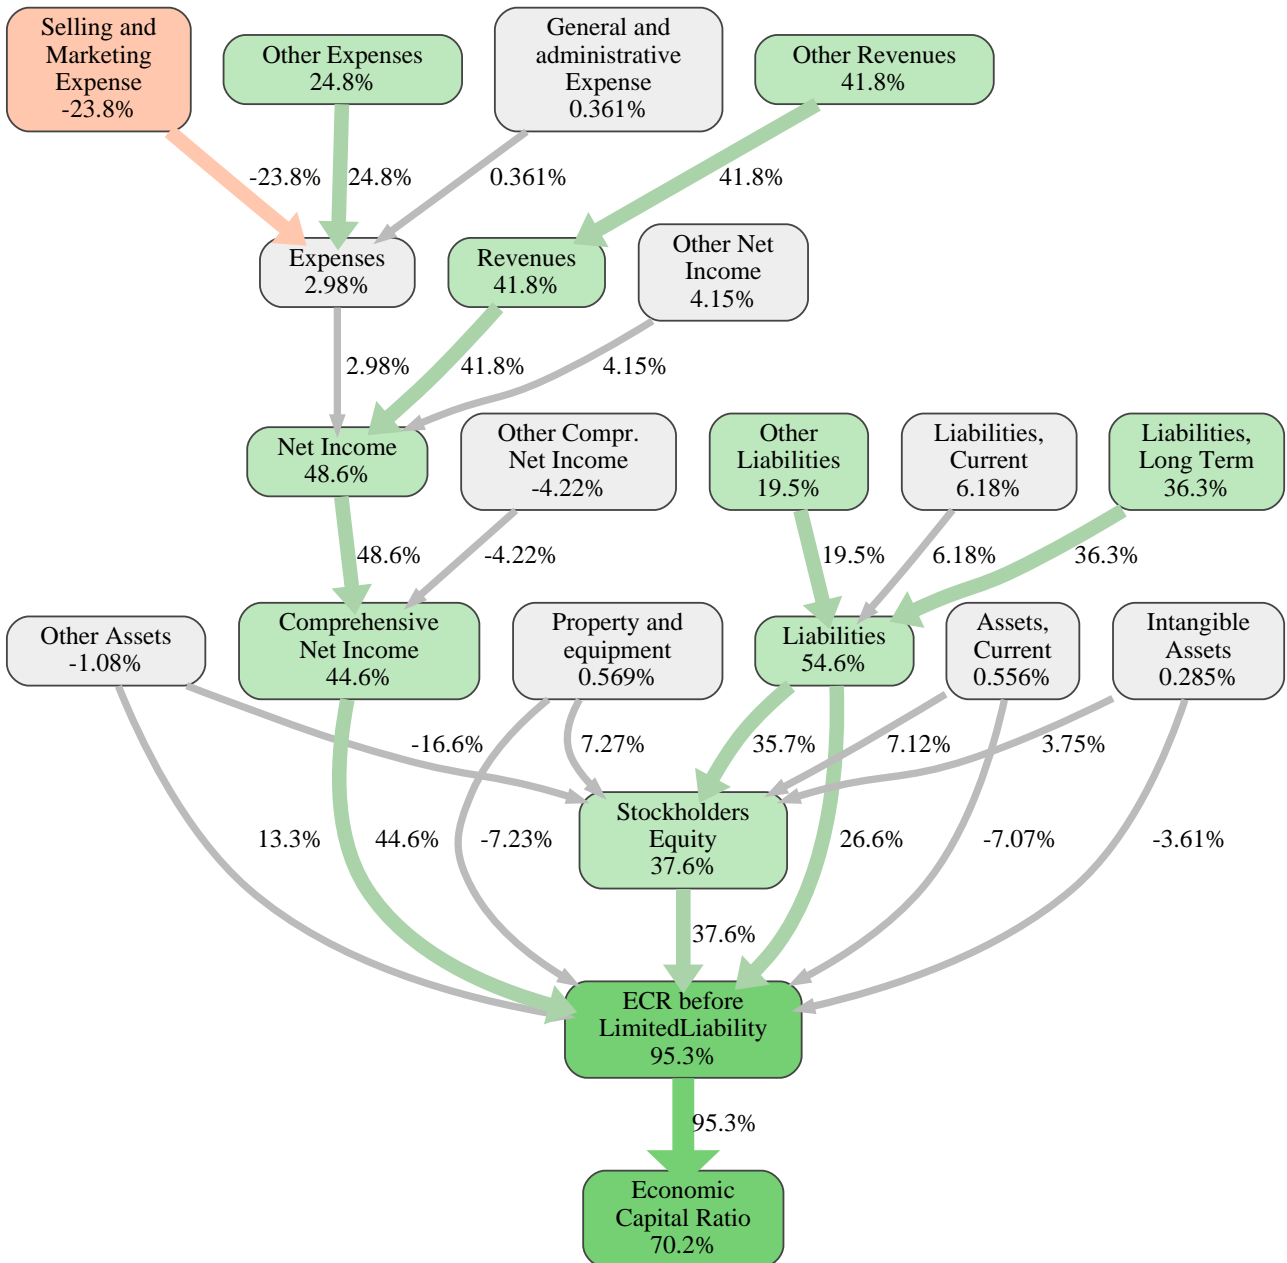 Selling and
Marketing
Expense
-23.8%
Other Expenses
24.8%
General and
administrative
Expense
0.361%
Other Revenues
41.8%
-23.8%
24.8%
0.361%
41.8%
Expenses
2.98%
Revenues
41.8%
Other Net
Income
4.15%
2.98%
41.8%
4.15%
Net Income
48.6%
Other Compr.
Net Income
-4.22%
Other
Liabilities
19.5%
Liabilities,
Current
6.18%
Liabilities,
Long Term
36.3%
48.6%
-4.22%
19.5%
6.18%
36.3%
Other Assets
-1.08%
Comprehensive
Net Income
44.6%
Property and
equipment
0.569%
Liabilities
54.6%
Assets,
Current
0.556%
Intangible
Assets
0.285%
-16.6%
7.27%
35.7%
7.12%
3.75%
Stockholders
Equity
37.6%
13.3%
44.6%
-7.23%
26.6%
-7.07%
-3.61%
37.6%
ECR before
LimitedLiability
95.3%
95.3%
Economic
Capital Ratio
70.2%